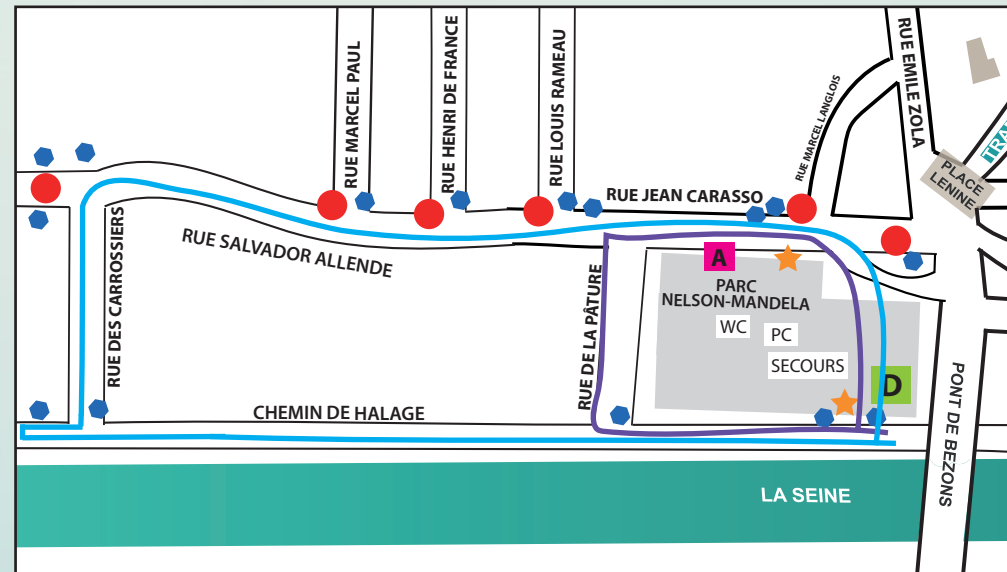 RUE MARCEL PAUL
RUE HENRI DE FRANCE
RUE LOUIS RAMEAU
RUE MARCEL LANGLOIS
RUE EMILE ZOLA
TRA
PLACE
LENINE
RUE JEAN CARASSO
RUE SALVADOR ALLENDE
RUE DES CARROSSIERS
RUE DE LA PÂTURE
A
PARC
NELSON-MANDELA
WC
PC
SECOURS
D
CHEMIN DE HALAGE
PONT DE BEZONS
LA SEINE